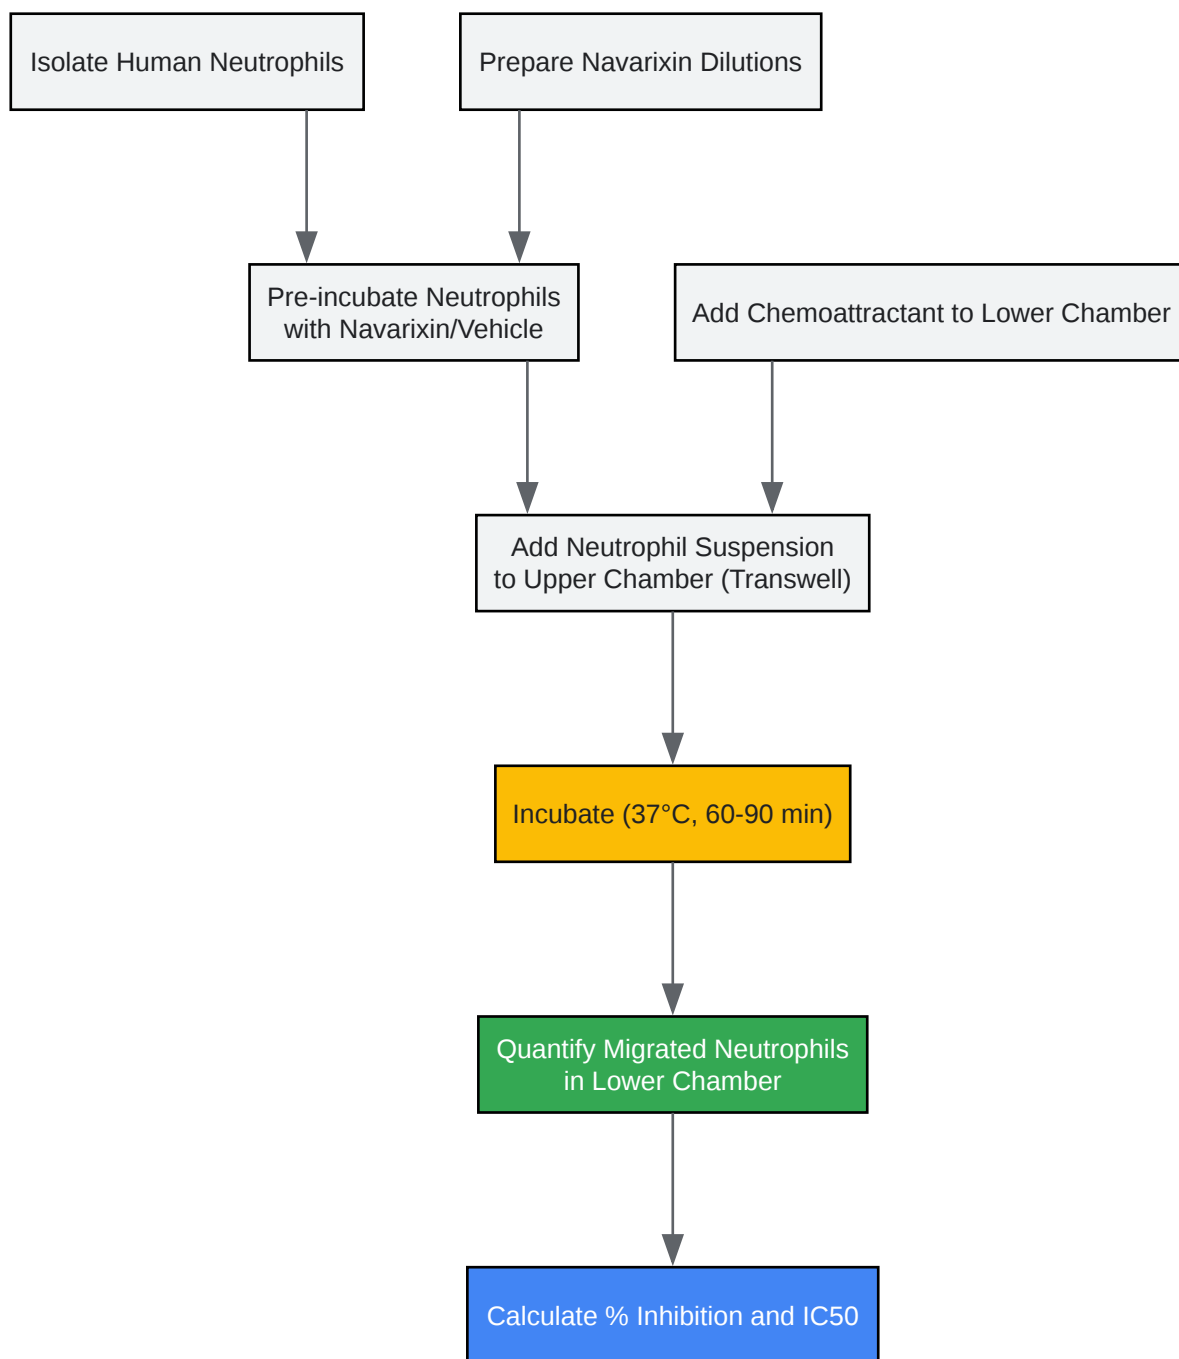 Isolate Human Neutrophils
Prepare Navarixin Dilutions
Pre-incubate Neutrophils
with Navarixin/Vehicle
Add Chemoattractant to Lower Chamber
Add Neutrophil Suspension
to Upper Chamber (Transwell)
Incubate (37°C, 60-90 min)
Quantify Migrated Neutrophils
in Lower Chamber
Calculate % Inhibition and IC50